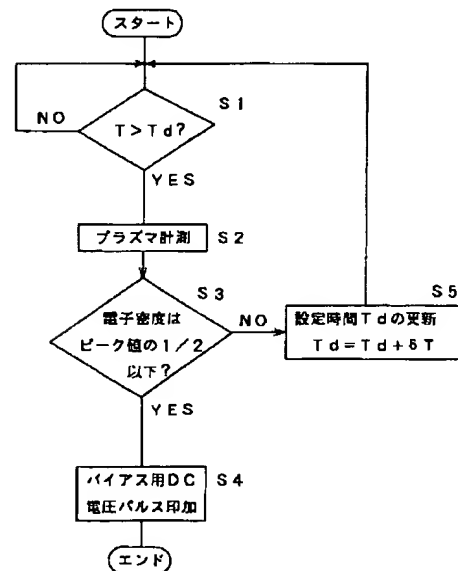 スタート
S1
NO
T>Td?
YES
プラズマ計測
S2
S3
電子密度は
ピーク値の1/2
以下?
NO
YES
S5
設定時間Tdの更新
Td=Td+δT
バイアス用DC
電圧パルス印加
S4
エンド